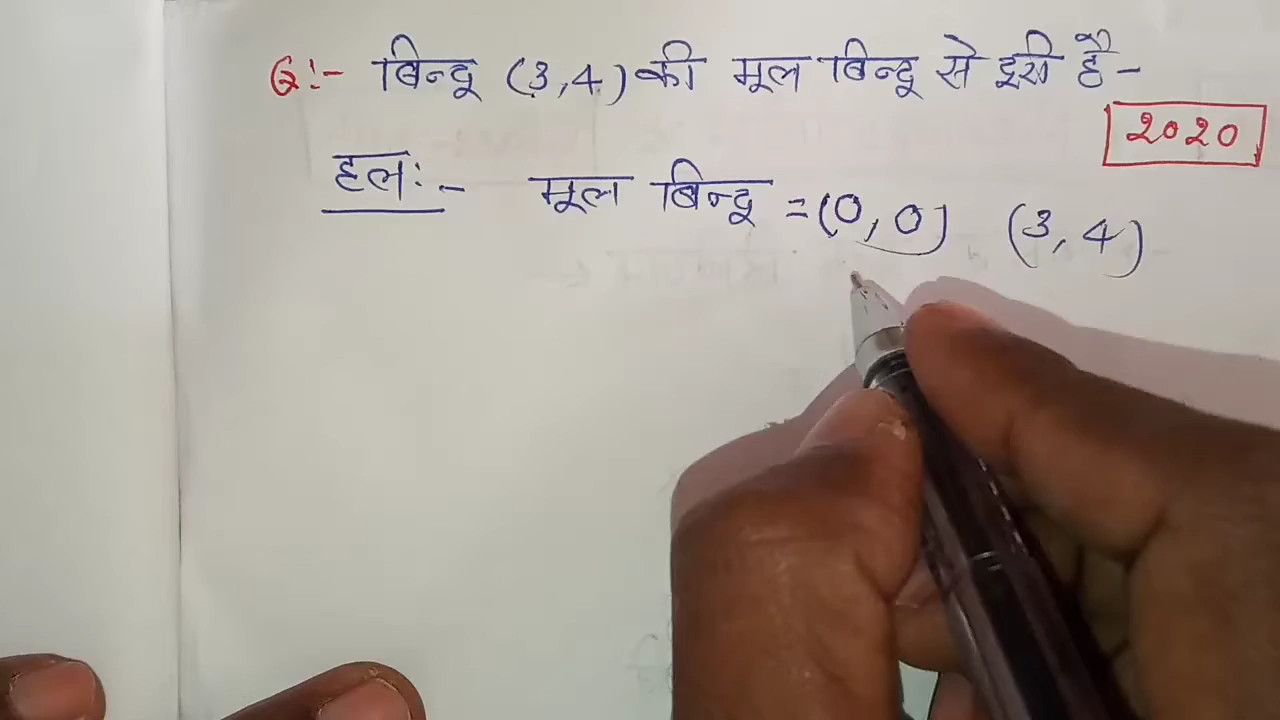 Q:- बिन्दू (3,4) की मूल बिन्दू से दूरी है -
2020
हल:- मूल बिन्दू = (0, 0) (3, 4)